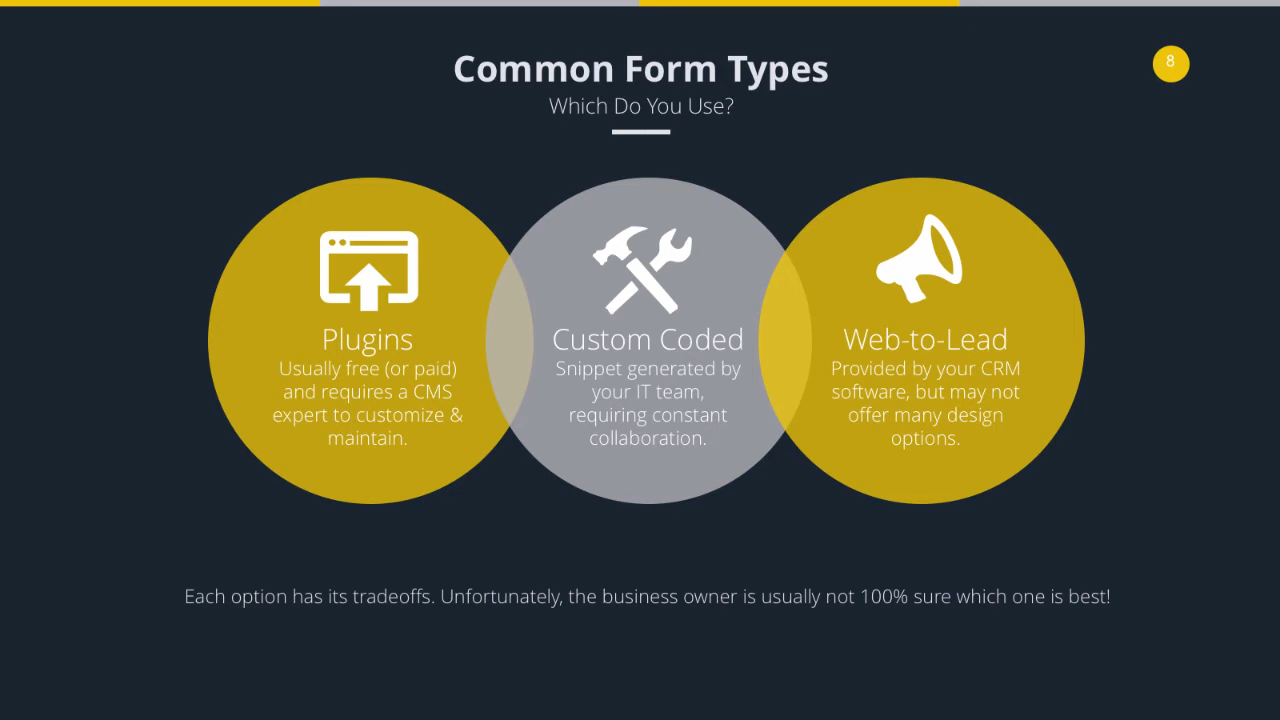 Common Form Types
8
Which Do You Use?
Plugins
Usually free (or paid)
and requires a CMS
expert to customize &
maintain.
Custom Coded
Snippet generated by
your IT team,
requiring constant
collaboration.
Web-to-Lead
Provided by your CRM
software, but may not
offer many design
options.
Each option has its tradeoffs. Unfortunately, the business owner is usually not 100% sure which one is best!